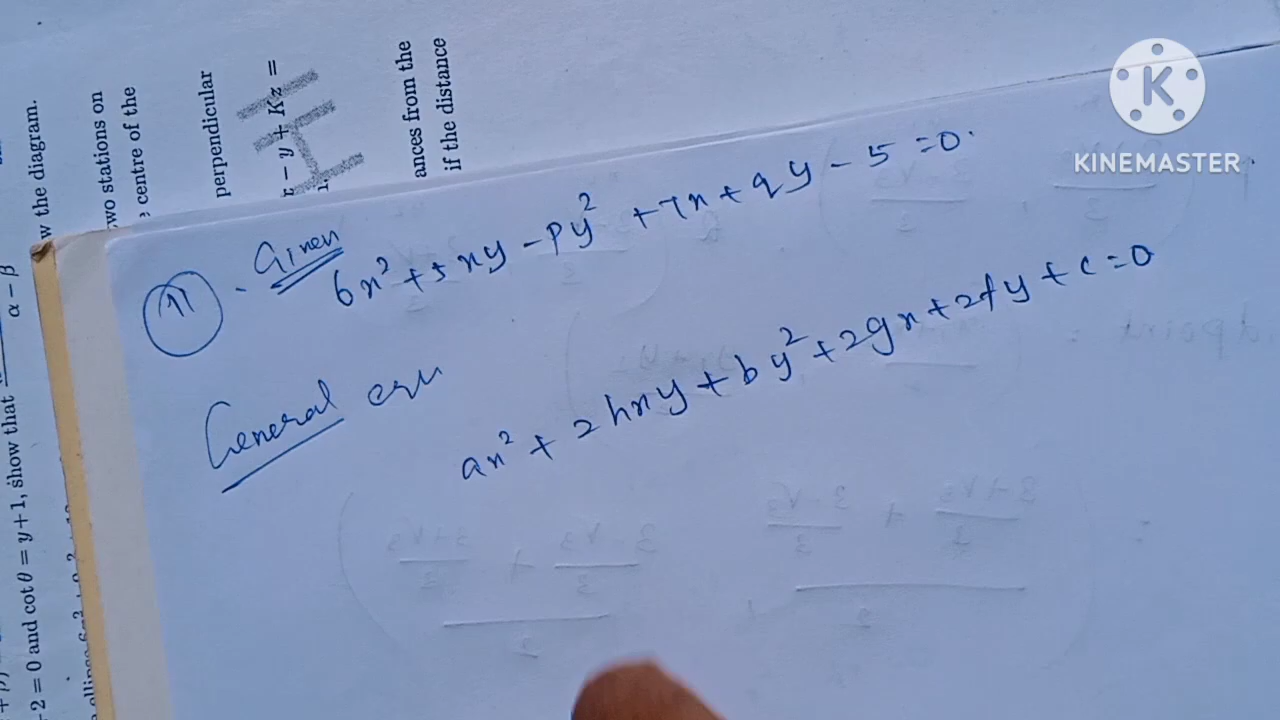 w the diagram.
two stations on
centre of the
perpendicular
x − y + Kz =
ances from the
if the distance
α − β
−2 = 0 and cot θ = y + 1, show that
KINEMASTER
11. Given
6x² + 5xy − Py² + 7x + qy − 5 = 0.
General eqn
ax² + 2hxy + by² + 2gx + 2fy + c = 0